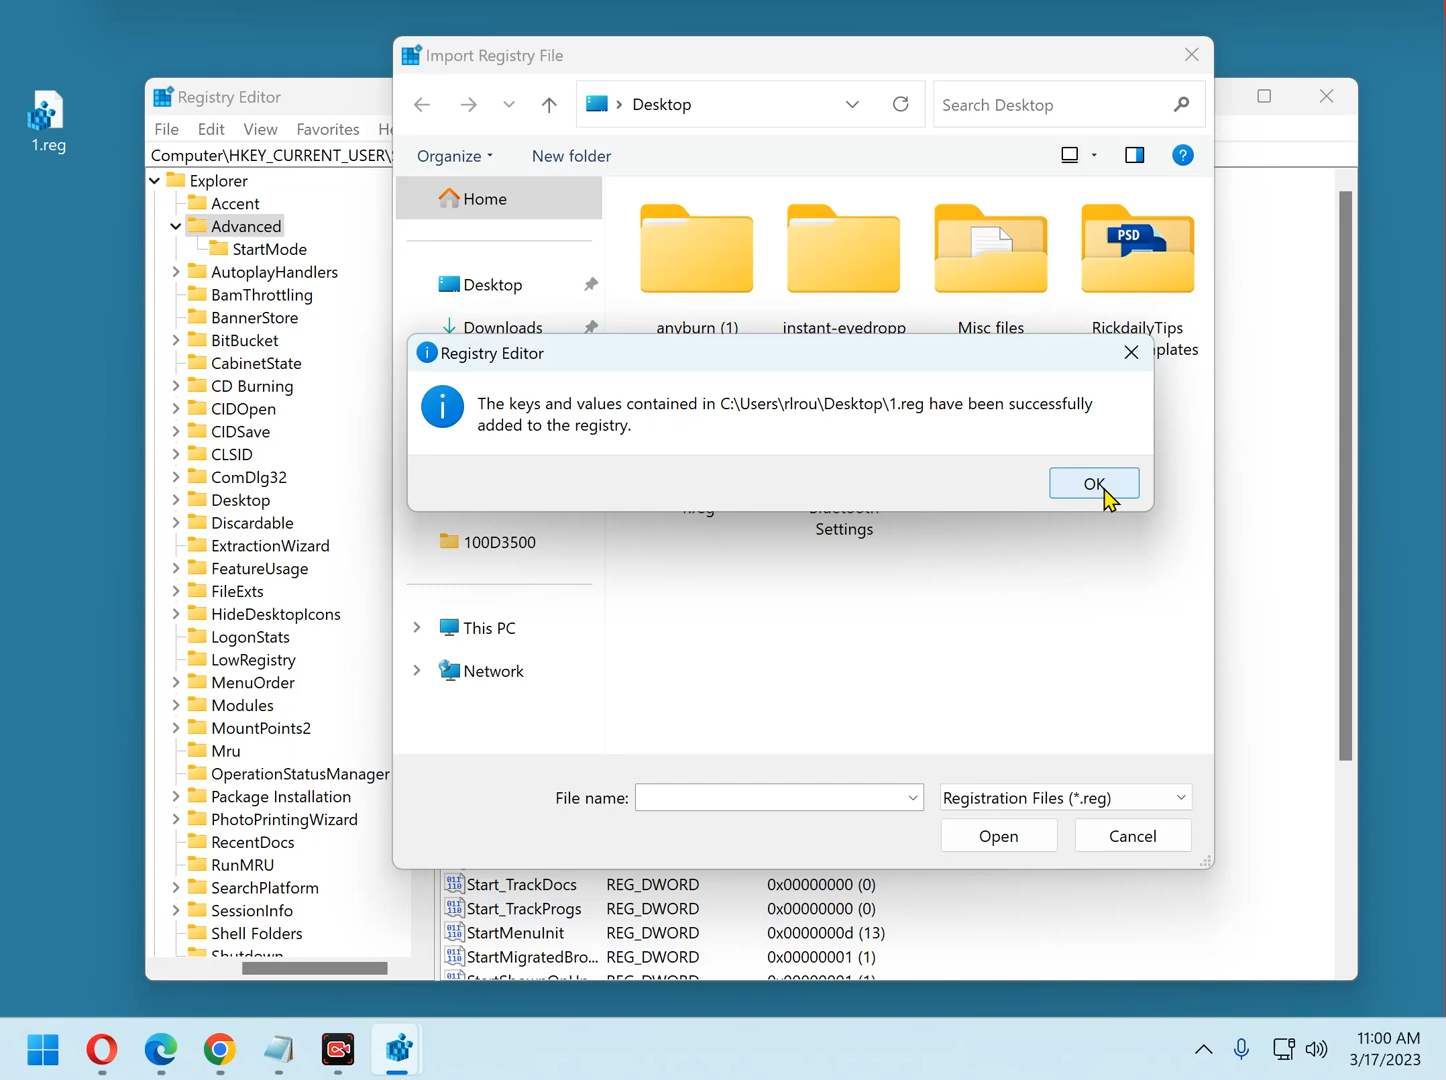 1.reg
Registry Editor
File Edit View Favorites He
Computer\HKEY_CURRENT_USER\
Explorer
Accent
Advanced
StartMode
AutoplayHandlers
BamThrottling
BannerStore
BitBucket
CabinetState
CD Burning
CIDOpen
CIDSave
CLSID
ComDlg32
Desktop
Discardable
ExtractionWizard
FeatureUsage
FileExts
HideDesktopIcons
LogonStats
LowRegistry
MenuOrder
Modules
MountPoints2
Mru
OperationStatusManager
Package Installation
PhotoPrintingWizard
RecentDocs
RunMRU
SearchPlatform
SessionInfo
Shell Folders
Shutdown
Import Registry File
Desktop
Search Desktop
Organize New folder
?
Home
Desktop
Downloads
100D3500
This PC
Network
PSD
anyburn (1) instant-eyedropp Misc files RickdailyTips
plates
Settings
Registry Editor
The keys and values contained in C:\Users\rlrou\Desktop\1.reg have been successfully
added to the registry.
OK
File name: Registration Files (*.reg)
Open Cancel
Start_TrackDocs REG_DWORD 0x00000000 (0)
Start_TrackProgs REG_DWORD 0x00000000 (0)
StartMenuInit REG_DWORD 0x0000000d (13)
StartMigratedBro... REG_DWORD 0x00000001 (1)
11:00 AM
3/17/2023